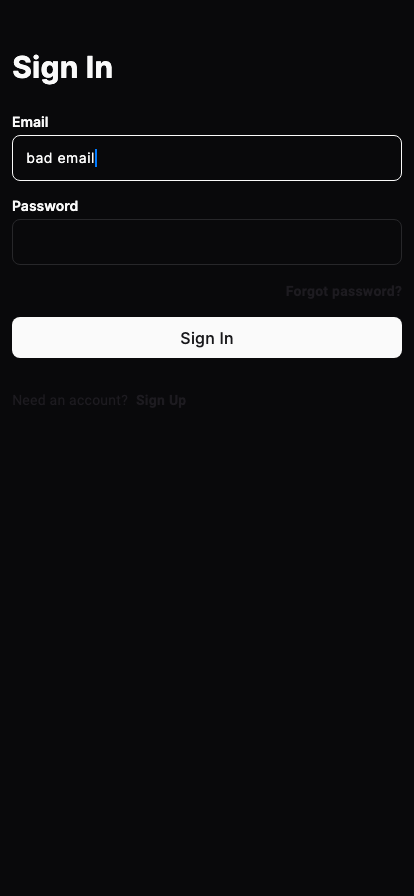 Sign In
Email
bad email
Password
Forgot password?
Sign In
Need an account? Sign Up